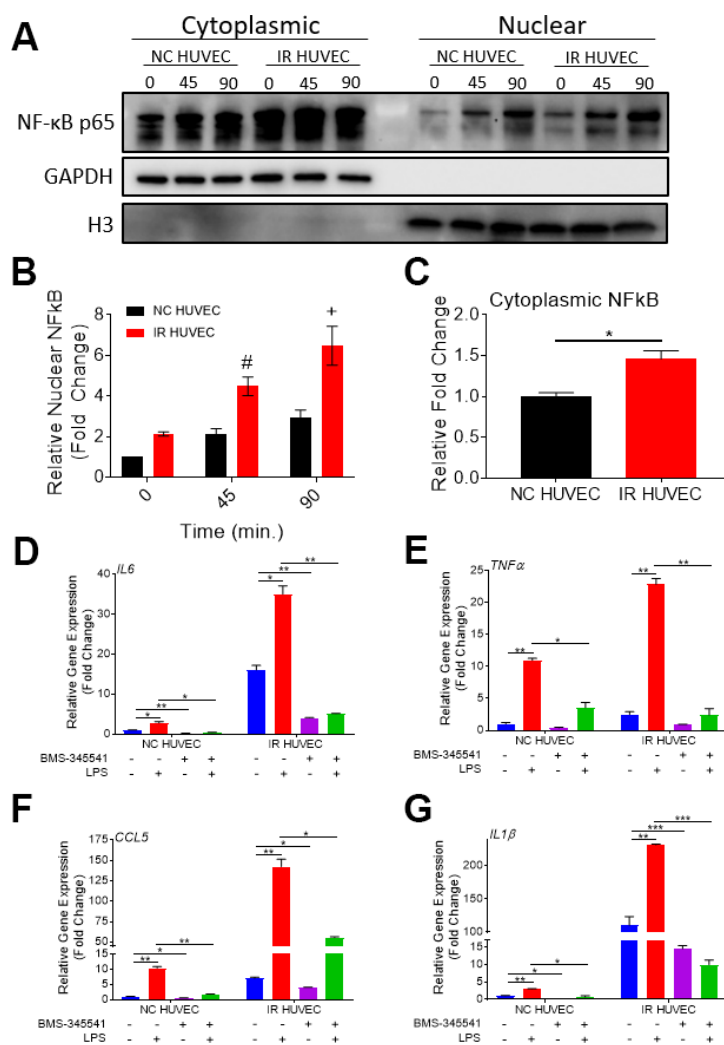 A
Cytoplasmic Nuclear
NC HUVEC IR HUVEC NC HUVEC IR HUVEC
0 45 90 0 45 90 0 45 90 0 45 90
NF-κB p65
GAPDH
H3
B
Relative Nuclear NFkB
(Fold Change)
8
6
4
2
0
NC HUVEC
IR HUVEC
#
+
0 45 90
Time (min.)
C
Cytoplasmic NFkB
Relative Fold Change
2.0
1.5
1.0
0.5
0.0
*
NC HUVEC IR HUVEC
D
IL6
Relative Gene Expression
(Fold Change)
40
30
20
10
0
* ** * * ** **
NC HUVEC IR HUVEC
BMS-345541 - - + + - - + +
LPS - + - + - + - +
E
TNFα
Relative Gene Expression
(Fold Change)
25
20
15
10
5
0
** * ** **
NC HUVEC IR HUVEC
BMS-345541 - - + + - - + +
LPS - + - + - + - +
F
CCL5
Relative Gene Expression
(Fold Change)
175
150
125
100
75
50
25
15
10
5
0
** * ** ** * *
NC HUVEC IR HUVEC
BMS-345541 - - + + - - + +
LPS - + - + - + - +
G
IL1β
Relative Gene Expression
(Fold Change)
200
100
20
15
10
5
0
** * * ** *** ***
NC HUVEC IR HUVEC
BMS-345541 - - + + - - + +
LPS - + - + - + - +